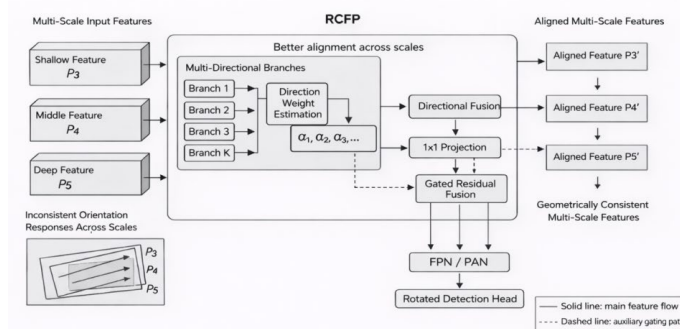 Multi-Scale Input Features
RCFP
Aligned Multi-Scale Features
Shallow Feature
P3
Middle Feature
P4
Deep Feature
P5
Better alignment across scales
Multi-Directional Branches
Branch 1
Branch 2
Branch 3
Branch K
Direction
Weight
Estimation
α1, α2, α3,...
Directional Fusion
1x1 Projection
Gated Residual
Fusion
Aligned Feature P3'
Aligned Feature P4'
Aligned Feature P5'
Geometrically Consistent
Multi-Scale Features
Inconsistent Orientation
Responses Across Scales
P3
P4
P5
FPN / PAN
Rotated Detection Head
Solid line: main feature flow
Dashed line: auxiliary gating pat